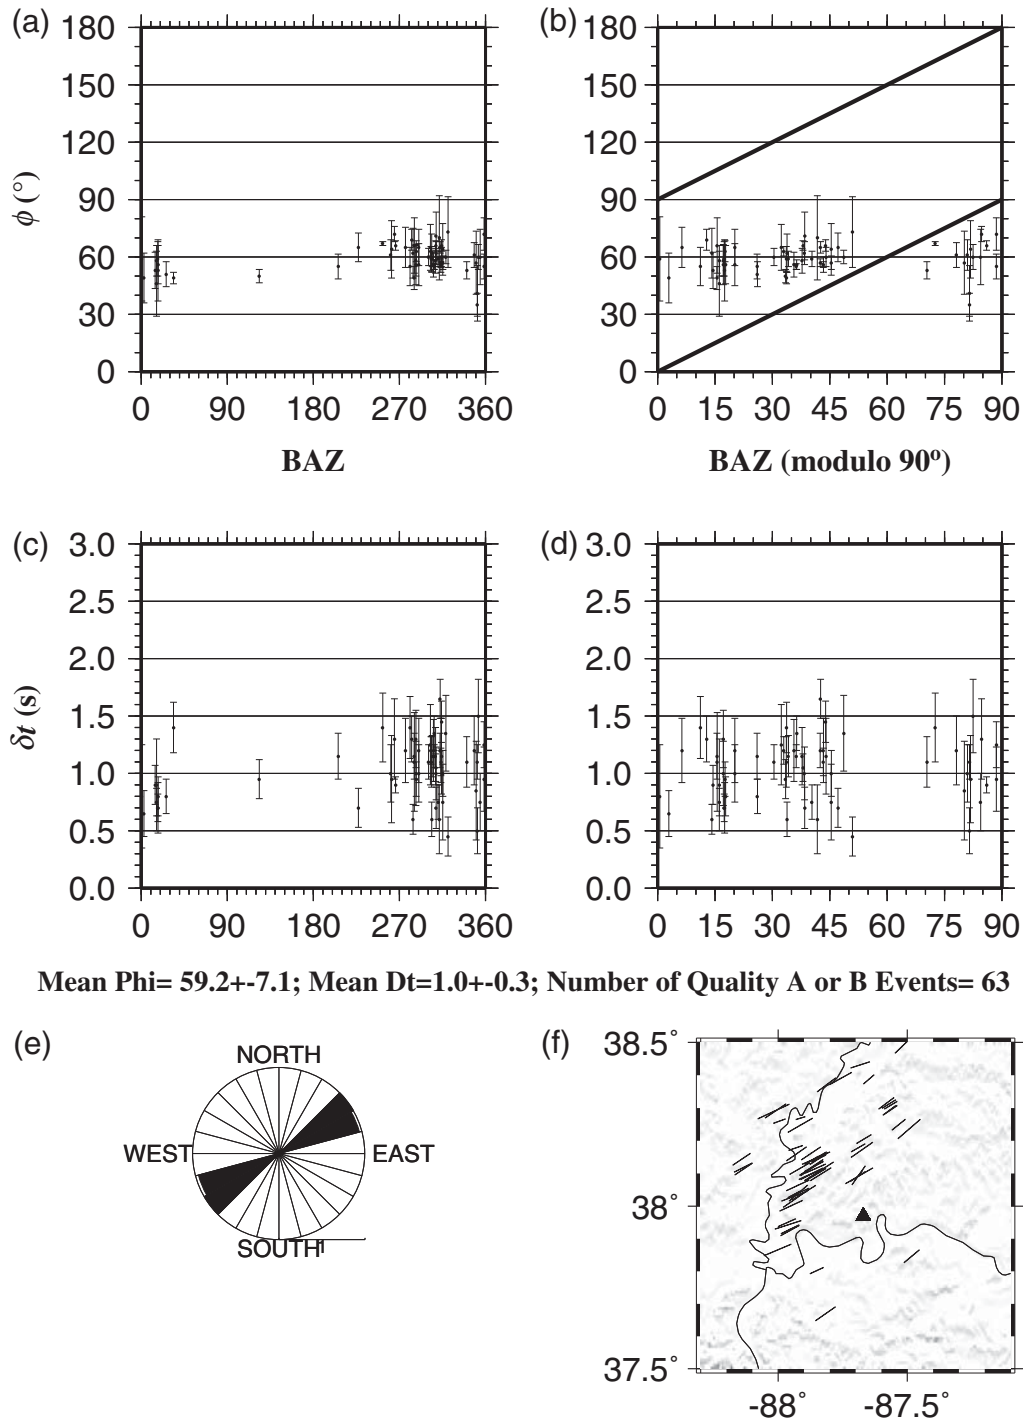 (a)
180
150
120
90
60
30
0
ϕ (°)
0 90 180 270 360
BAZ
(b)
180
150
120
90
60
30
0
0 15 30 45 60 75 90
BAZ (modulo 90º)
(c)
3.0
2.5
2.0
1.5
1.0
0.5
0.0
δt (s)
0 90 180 270 360
(d)
3.0
2.5
2.0
1.5
1.0
0.5
0.0
0 15 30 45 60 75 90
Mean Phi= 59.2+-7.1; Mean Dt=1.0+-0.3; Number of Quality A or B Events= 63
(e)
NORTH
WEST
EAST
SOUTH
1
(f)
38.5°
38°
37.5°
-88° -87.5°